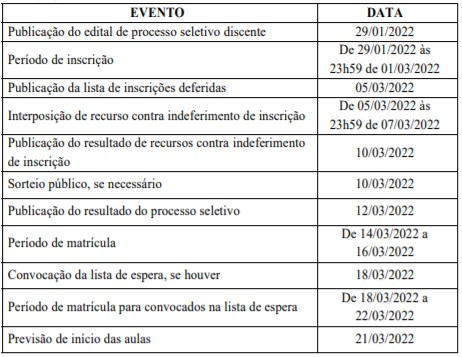 EVENTO DATA
Publicação do edital de processo seletivo discente 29/01/2022
Período de inscrição De 29/01/2022 às
23h59 de 01/03/2022
Publicação da lista de inscrições deferidas 05/03/2022
Interposição de recurso contra indeferimento de inscrição De 05/03/2022 às
23h59 de 07/03/2022
Publicação do resultado de recursos contra indeferimento
de inscrição 10/03/2022
Sorteio público, se necessário 10/03/2022
Publicação do resultado do processo seletivo 12/03/2022
Período de matrícula De 14/03/2022 a
16/03/2022
Convocação da lista de espera, se houver 18/03/2022
Período de matrícula para convocados na lista de espera De 18/03/2022 a
22/03/2022
Previsão de início das aulas 21/03/2022